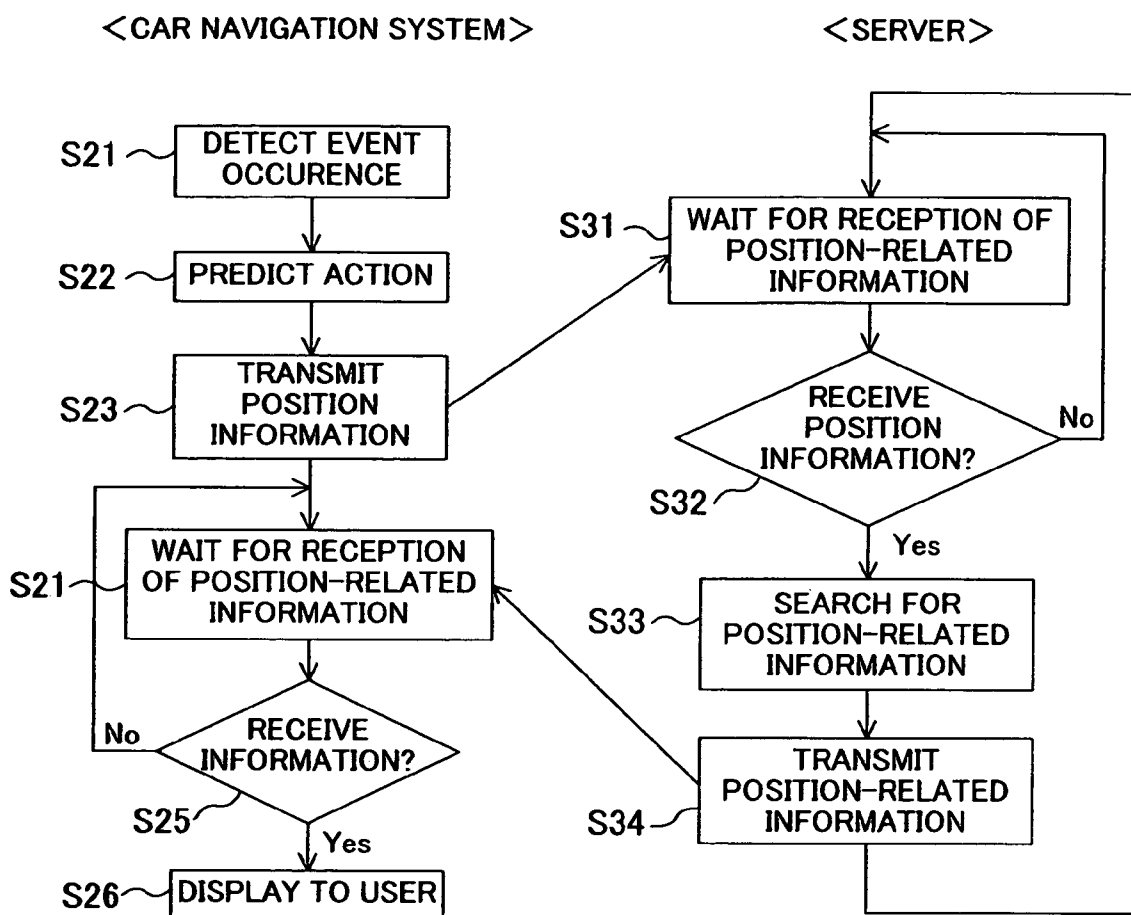 <CAR NAVIGATION SYSTEM>
S21
DETECT EVENT
OCCURENCE
S22
PREDICT ACTION
S23
TRANSMIT
POSITION
INFORMATION
S21
WAIT FOR RECEPTION
OF POSITION-RELATED
INFORMATION
No
RECEIVE
INFORMATION?
S25
Yes
S26
DISPLAY TO USER
<SERVER>
S31
WAIT FOR RECEPTION OF
POSITION-RELATED
INFORMATION
RECEIVE
POSITION
INFORMATION?
No
S32
Yes
S33
SEARCH FOR
POSITION-RELATED
INFORMATION
S34
TRANSMIT
POSITION-RELATED
INFORMATION